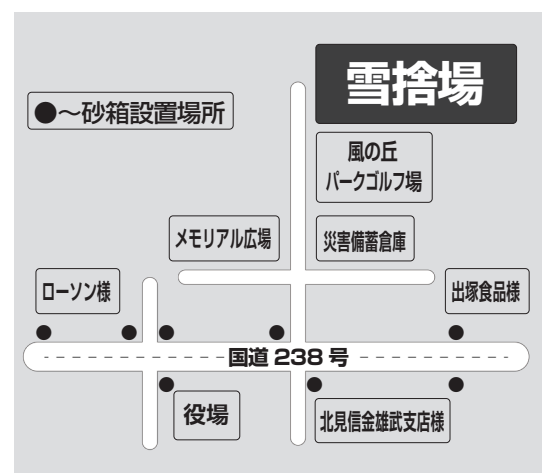 雪捨場
●～砂箱設置場所
風の丘
パークゴルフ場
メモリアル広場
災害備蓄倉庫
ローソン様
出塚食品様
国道 238 号
役場
北見信金雄武支店様